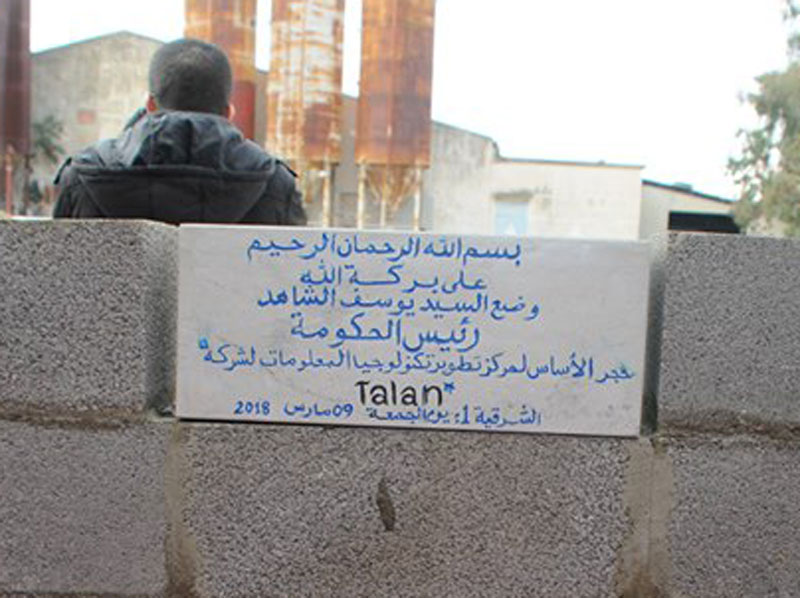 بسم الله الرحمان الرحيم
على بركة الله
وضع السيد يوسف الشاهد
رئيس الحكومة
حجر الأساس لمركز تطوير تكنولوجيا المعلومات لشركة "
Talan"
الشرقية 1: يوم الجمعة 09 مارس 2018